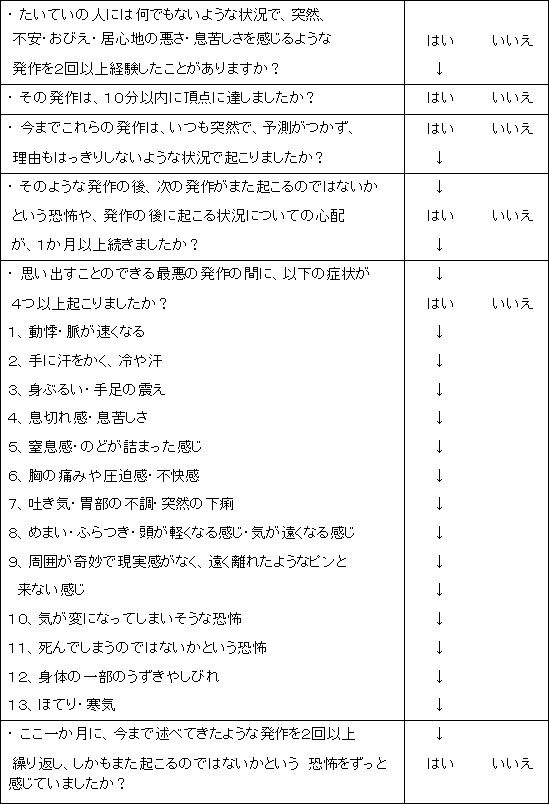 ・たいていの人には何でもないような状況で、突然、
不安・おびえ・居心地の悪さ・息苦しさを感じるような はい いいえ
発作を2回以上経験したことがありますか? ↓
・その発作は、10分以内に頂点に達しましたか? はい いいえ
・今までこれらの発作は、いつも突然で、予測がつかず、 はい いいえ
理由もはっきりしないような状況で起こりましたか? ↓
・そのような発作の後、次の発作がまた起こるのではないか ↓
という恐怖や、発作の後に起こる状況についての心配 はい いいえ
が、1か月以上続きましたか? ↓
・思い出すことのできる最悪の発作の間に、以下の症状が ↓
4つ以上起こりましたか? はい いいえ
1、動悸・脈が速くなる ↓
2、手に汗をかく、冷や汗 ↓
3、身ぶるい・手足の震え ↓
4、息切れ感・息苦しさ ↓
5、窒息感・のどが詰まった感じ ↓
6、胸の痛みや圧迫感・不快感 ↓
7、吐き気・胃部の不調・突然の下痢 ↓
8、めまい・ふらつき・頭が軽くなる感じ・気が遠くなる感じ ↓
9、周囲が奇妙で現実感がなく、遠く離れたようなピンと ↓
来ない感じ ↓
10、気が変になってしまいそうな恐怖 ↓
11、死んでしまうのではないかという恐怖 ↓
12、身体の一部のうずきやしびれ ↓
13、ほてり・寒気 ↓
・ここ一か月に、今まで述べてきたような発作を2回以上 ↓
繰り返し、しかもまた起こるのではないかという 恐怖をずっと はい いいえ
感じていましたか?